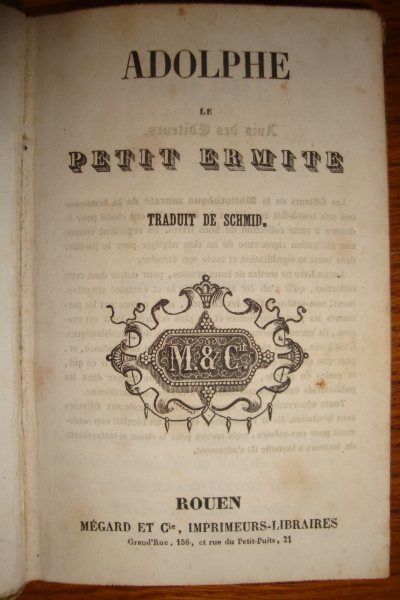 ADOLPHE
LE
PETIT ERMITE
TRADUIT DE SCHMID.
M & Cie
ROUEN
MÉGARD ET Cie, IMPRIMEURS-LIBRAIRES
Grand'Rue, 156, et rue du Petit-Puits, 21